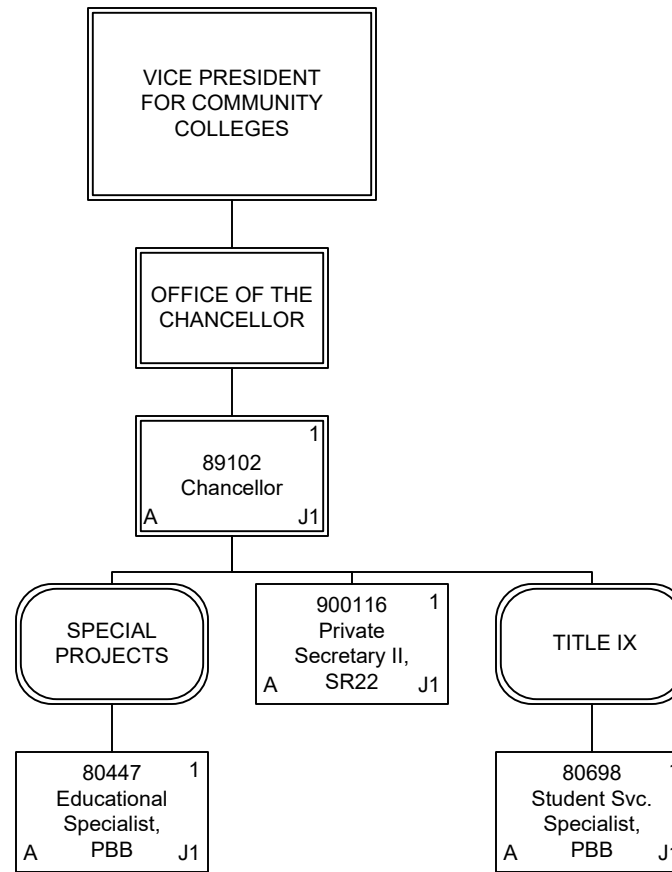 VICE PRESIDENT
FOR COMMUNITY
COLLEGES
OFFICE OF THE
CHANCELLOR
1
89102
Chancellor
A J1
SPECIAL
PROJECTS
900116 1
Private
Secretary II,
SR22
A J1
TITLE IX
80447 1
Educational
Specialist,
PBB
A J1
80698
Student Svc.
Specialist,
PBB
A J1